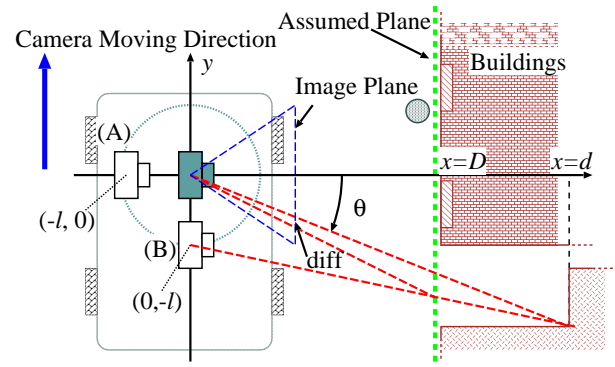 Assumed Plane
Camera Moving Direction
y
Buildings
Image Plane
(A)
x=D
x=d
(-l, 0)
θ
(B)
diff
(0,-l)